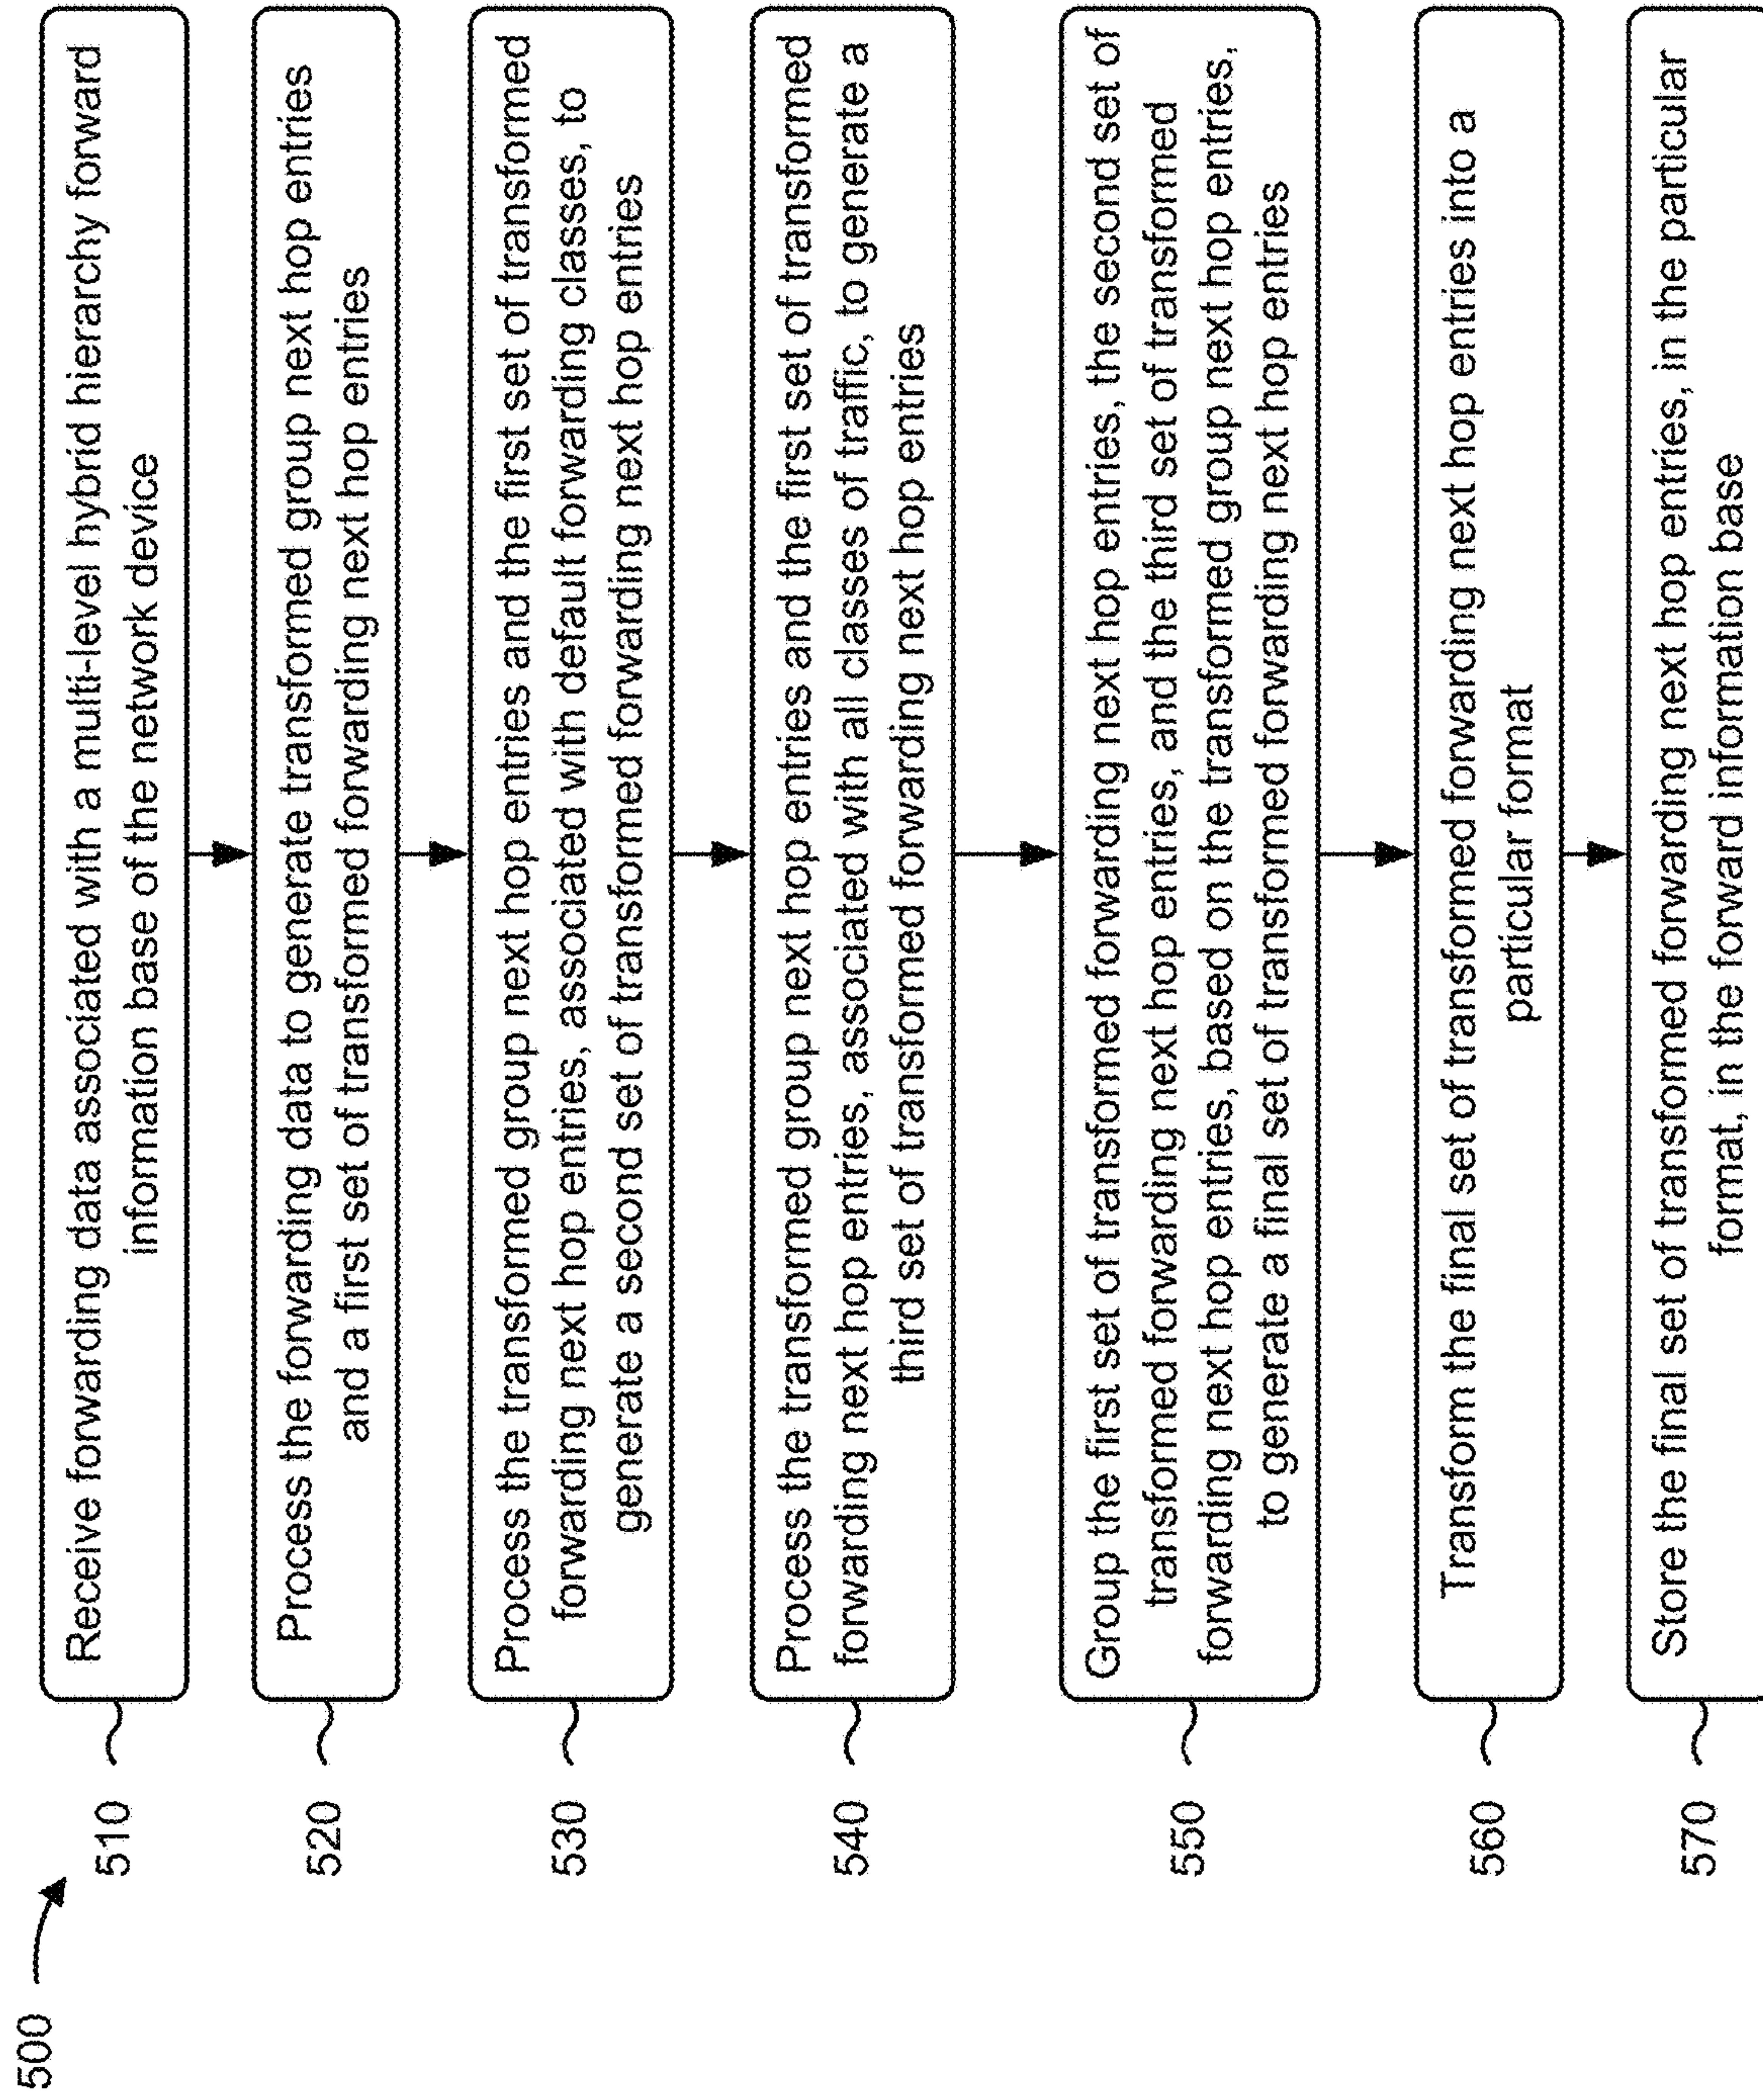 500
510
Receive forwarding data associated with a multi-level hybrid hierarchy forward
information base of the network device
520
Process the forwarding data to generate transformed group next hop entries
and a first set of transformed forwarding next hop entries
530
Process the transformed group next hop entries and the first set of transformed
forwarding next hop entries, associated with default forwarding classes, to
generate a second set of transformed forwarding next hop entries
540
Process the transformed group next hop entries and the first set of transformed
forwarding next hop entries, associated with all classes of traffic, to generate a
third set of transformed forwarding next hop entries
550
Group the first set of transformed forwarding next hop entries, the second set of
transformed forwarding next hop entries, and the third set of transformed
forwarding next hop entries, based on the transformed group next hop entries,
to generate a final set of transformed forwarding next hop entries
560
Transform the final set of transformed forwarding next hop entries into a
particular format
570
Store the final set of transformed forwarding next hop entries, in the particular
format, in the forward information base